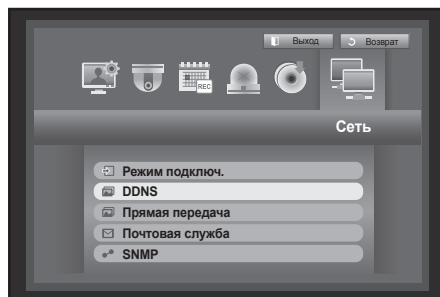 Выход Возврат
REC
Сеть
Режим подключ.
DDNS
Прямая передача
Почтовая служба
SNMP